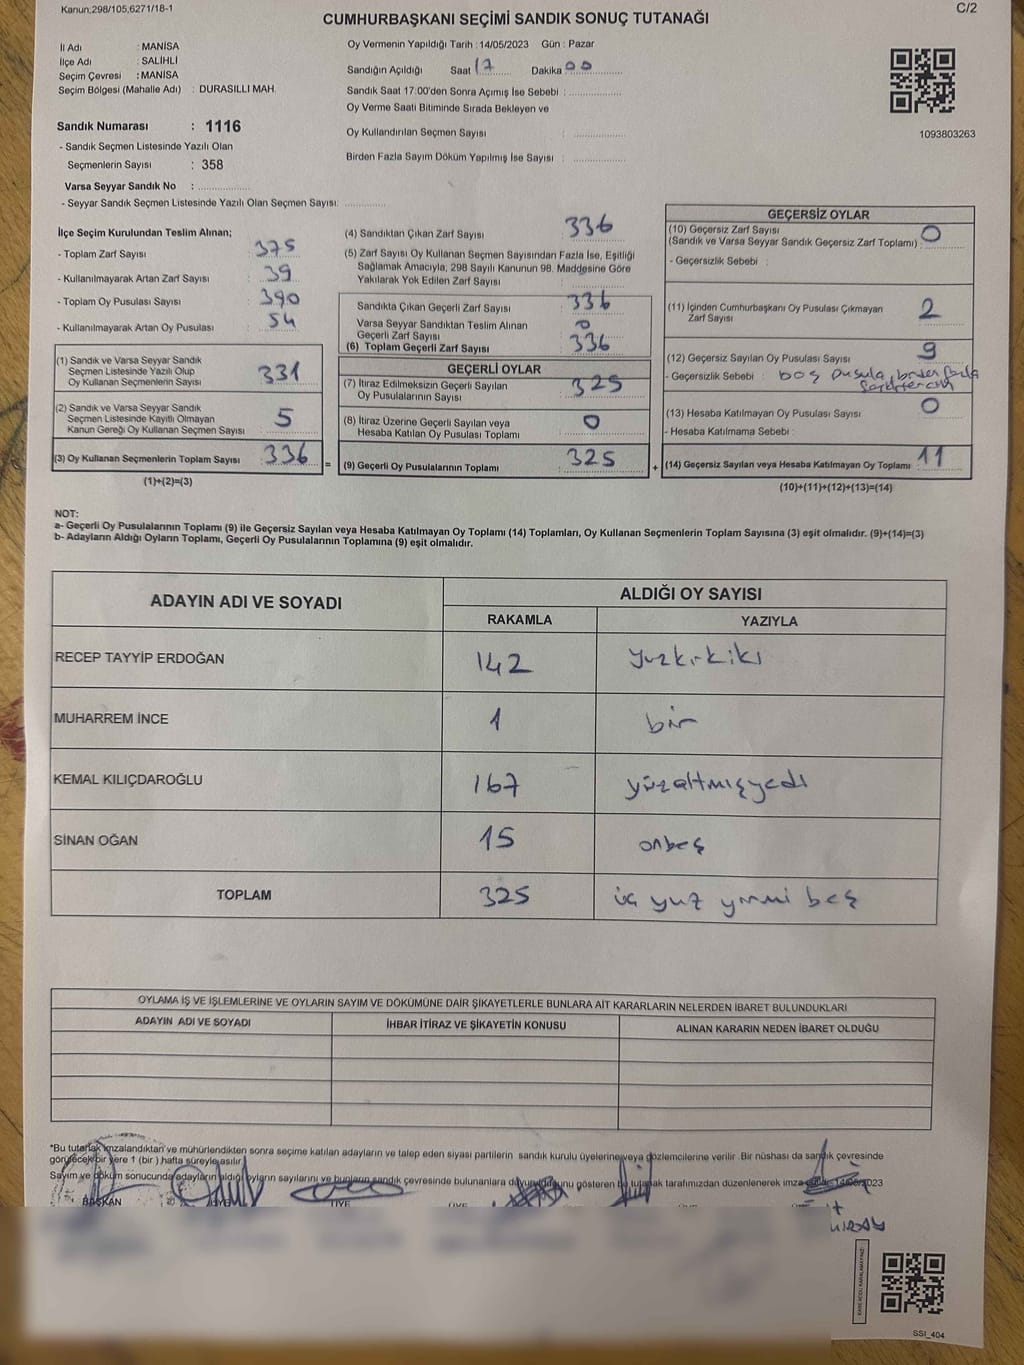 Kanun,298/105,6271/18-1
C/2
CUMHURBAŞKANI SEÇİMİ SANDIK SONUÇ TUTANAĞI
İl Adı : MANİSA
İlçe Adı : SALİHLİ
Seçim Çevresi : MANİSA
Seçim Bölgesi (Mahalle Adı) : DURASILLI MAH.
Sandık Numarası : 1116
- Sandık Seçmen Listesinde Yazılı Olan
Seçmenlerin Sayısı : 358
Varsa Seyyar Sandık No : ....................
- Seyyar Sandık Seçmen Listesinde Yazılı Olan Seçmen Sayısı: ...............
Oy Vermenin Yapıldığı Tarih :14/05/2023 Gün : Pazar
Sandığın Açıldığı Saat 17 Dakika 00
Sandık Saat 17:00'den Sonra Açımış İse Sebebi : ....................
Oy Verme Saati Bitiminde Sırada Bekleyen ve
Oy Kullandırılan Seçmen Sayısı : ....................
Birden Fazla Sayım Döküm Yapılmış İse Sayısı : ....................
1093803263
İlçe Seçim Kurulundan Teslim Alınan;
- Toplam Zarf Sayısı : 375
- Kullanılmayarak Artan Zarf Sayısı : 39
- Toplam Oy Pusulası Sayısı : 390
- Kullanılmayarak Artan Oy Pusulası : 54
(1) Sandık ve Varsa Seyyar Sandık
Seçmen Listesinde Yazılı Olup
Oy Kullanan Seçmenlerin Sayısı : 331
(2) Sandık ve Varsa Seyyar Sandık
Seçmen Listesinde Kayıtlı Olmayan
Kanun Gereği Oy Kullanan Seçmen Sayısı : 5
(3) Oy Kullanan Seçmenlerin Toplam Sayısı : 336
(1)+(2)=(3)
(4) Sandıktan Çıkan Zarf Sayısı : 336
(5) Zarf Sayısı Oy Kullanan Seçmen Sayısından Fazla İse, Eşitliği
Sağlamak Amacıyla, 298 Sayılı Kanunun 98. Maddesine Göre
Yakılarak Yok Edilen Zarf Sayısı :
Sandıkta Çıkan Geçerli Zarf Sayısı : 336
Varsa Seyyar Sandıktan Teslim Alınan
Geçerli Zarf Sayısı : 0
(6) Toplam Geçerli Zarf Sayısı : 336
GEÇERLİ OYLAR
(7) İtiraz Edilmeksizin Geçerli Sayılan
Oy Pusulalarının Sayısı : 325
(8) İtiraz Üzerine Geçerli Sayılan veya
Hesaba Katılan Oy Pusulası Toplamı : 0
= (9) Geçerli Oy Pusulalarının Toplamı : 325 +
GEÇERSİZ OYLAR
(10) Geçersiz Zarf Sayısı
(Sandık ve Varsa Seyyar Sandık Geçersiz Zarf Toplamı) : 0
- Geçersizlik Sebebi :
(11) İçinden Cumhurbaşkanı Oy Pusulası Çıkmayan
Zarf Sayısı : 2
(12) Geçersiz Sayılan Oy Pusulası Sayısı : 9
- Geçersizlik Sebebi : boş pusula, birden fazla
(13) Hesaba Katılmayan Oy Pusulası Sayısı : 0
- Hesaba Katılmama Sebebi :
(14) Geçersiz Sayılan veya Hesaba Katılmayan Oy Toplamı : 11
(10)+(11)+(12)+(13)=(14)
NOT:
a- Geçerli Oy Pusulalarının Toplamı (9) ile Geçersiz Sayılan veya Hesaba Katılmayan Oy Toplamı (14) Toplamları, Oy Kullanan Seçmenlerin Toplam Sayısına (3) eşit olmalıdır. (9)+(14)=(3)
b- Adayların Aldığı Oyların Toplamı, Geçerli Oy Pusulalarının Toplamına (9) eşit olmalıdır.
ADAYIN ADI VE SOYADI ALDIĞI OY SAYISI
RAKAMLA YAZIYLA
RECEP TAYYİP ERDOĞAN 142 yuzkırkiki
MUHARREM İNCE 1 bir
KEMAL KILIÇDAROĞLU 167 yüzaltmışyedi
SİNAN OĞAN 15 onbeş
TOPLAM 325 üç yuz yirmi beş
OYLAMA İŞ VE İŞLEMLERİNE VE OYLARIN SAYIM VE DÖKÜMÜNE DAİR ŞİKAYETLERLE BUNLARA AİT KARARLARIN NELERDEN İBARET BULUNDUKLARI
ADAYIN ADI VE SOYADI İHBAR İTİRAZ VE ŞİKAYETİN KONUSU ALINAN KARARIN NEDEN İBARET OLDUĞU
*Bu tutanak imzalandıktan ve mühürlendikten sonra seçime katılan adayların ve talep eden siyasi partilerin sandık kurulu üyelerine veya gözlemcilerine verilir .Bir nüshası da sandık çevresinde
görülecek bir yere 1 (bir ) hafta süreyle asılır
Sayım ve döküm sonucunda adayların aldığı oyların sayılarını ve bunların sandık çevresinde bulunanlara duyurulduğunu gösteren bu tutanak tarafımızdan düzenlenerek imza 14/05/2023
BAŞKAN ÜYE ÜYE ÜYE
SSI_404